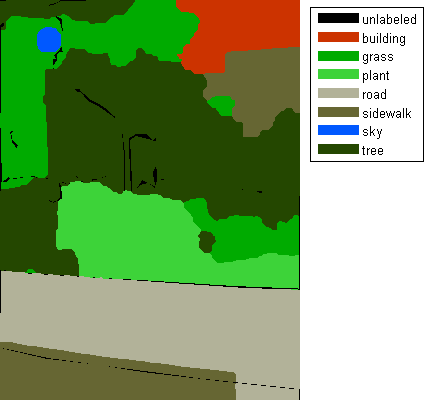 unlabeled
building
grass
plant
road
sidewalk
sky
tree